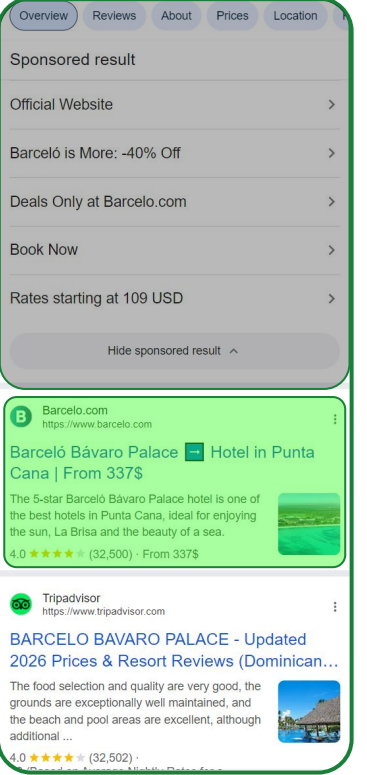 Overview Reviews About Prices Location
Sponsored result
Official Website
Barceló is More: -40% Off
Deals Only at Barcelo.com
Book Now
Rates starting at 109 USD
Hide sponsored result
B
Barcelo.com
https://www.barcelo.com
Barceló Bávaro Palace ➡ Hotel in Punta
Cana | From 337$
The 5-star Barceló Bávaro Palace hotel is one of
the best hotels in Punta Cana, ideal for enjoying
the sun, La Brisa and the beauty of sea.
4.0 ★★★★★ (32,500) · From 337$
Tripadvisor
https://www.tripadvisor.com
BARCELO BAVARO PALACE - Updated
2026 Prices & Resort Reviews (Dominican...
The food selection and quality are very good, the
grounds are exceptionally well maintained, and
the beach and pool areas are excellent, although
additional ...
4.0 ★★★★★ (32,502) ·